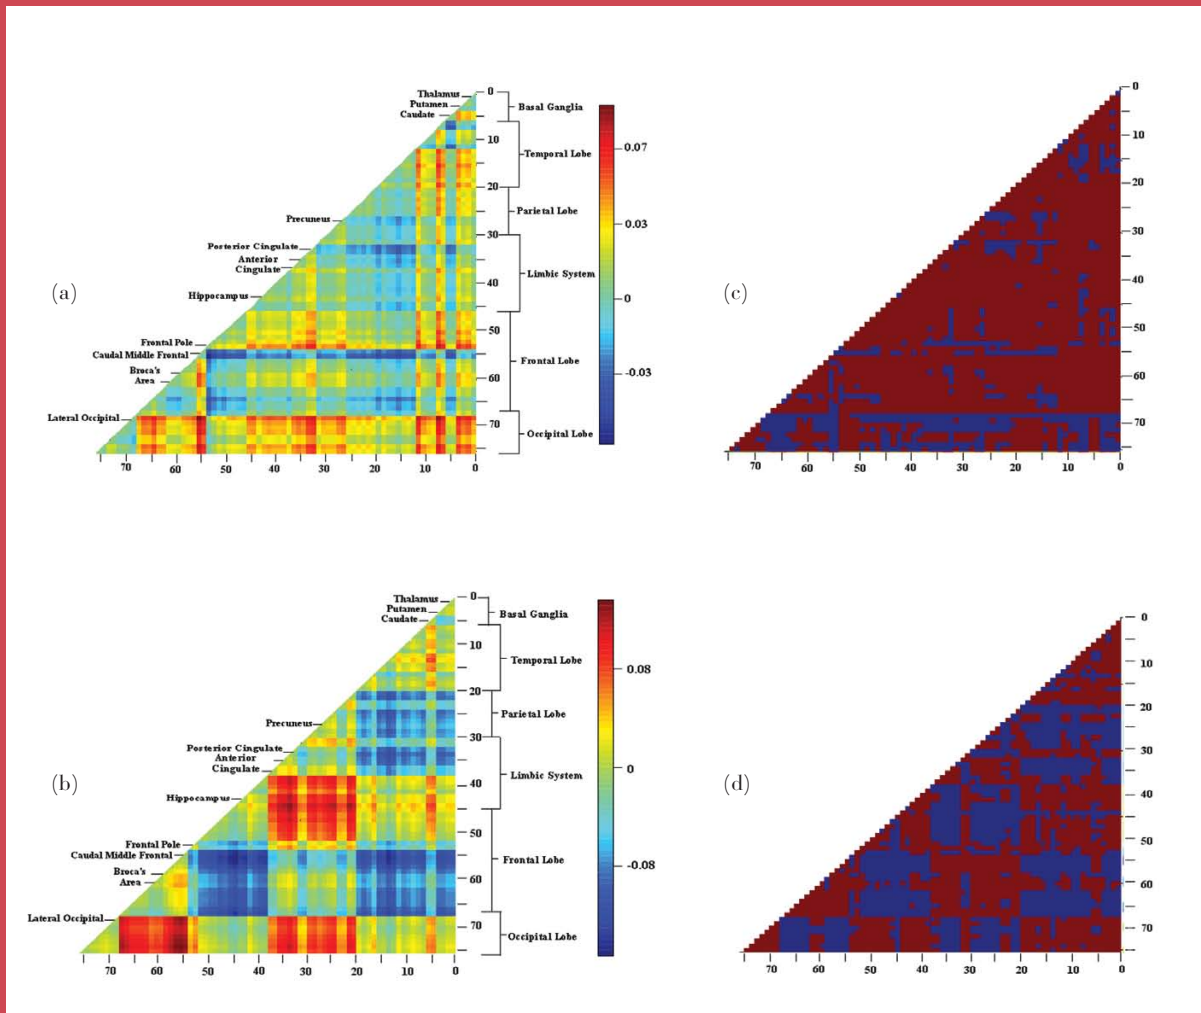 Thalamus
Putamen
Caudate
Precuneus
Posterior Cingulate
Anterior
Cingulate
Hippocampus
Frontal Pole
Caudal Middle Frontal
Broca's
Area
Lateral Occipital
0
10
20
30
40
50
60
70
Basal Ganglia
Temporal Lobe
Parietal Lobe
Limbic System
Frontal Lobe
Occipital Lobe
70 60 50 40 30 20 10 0
0.07
0.03
0
-0.03
(a)
(c)
0
10
20
30
40
50
60
70
70 60 50 40 30 20 10 0
Thalamus
Putamen
Caudate
Precuneus
Posterior Cingulate
Anterior
Cingulate
Hippocampus
Frontal Pole
Caudal Middle Frontal
Broca's
Area
Lateral Occipital
0
10
20
30
40
50
60
70
Basal Ganglia
Temporal Lobe
Parietal Lobe
Limbic System
Frontal Lobe
Occipital Lobe
70 60 50 40 30 20 10 0
0.08
0
-0.08
(b)
(d)
0
10
20
30
40
50
60
70
70 60 50 40 30 20 10 0